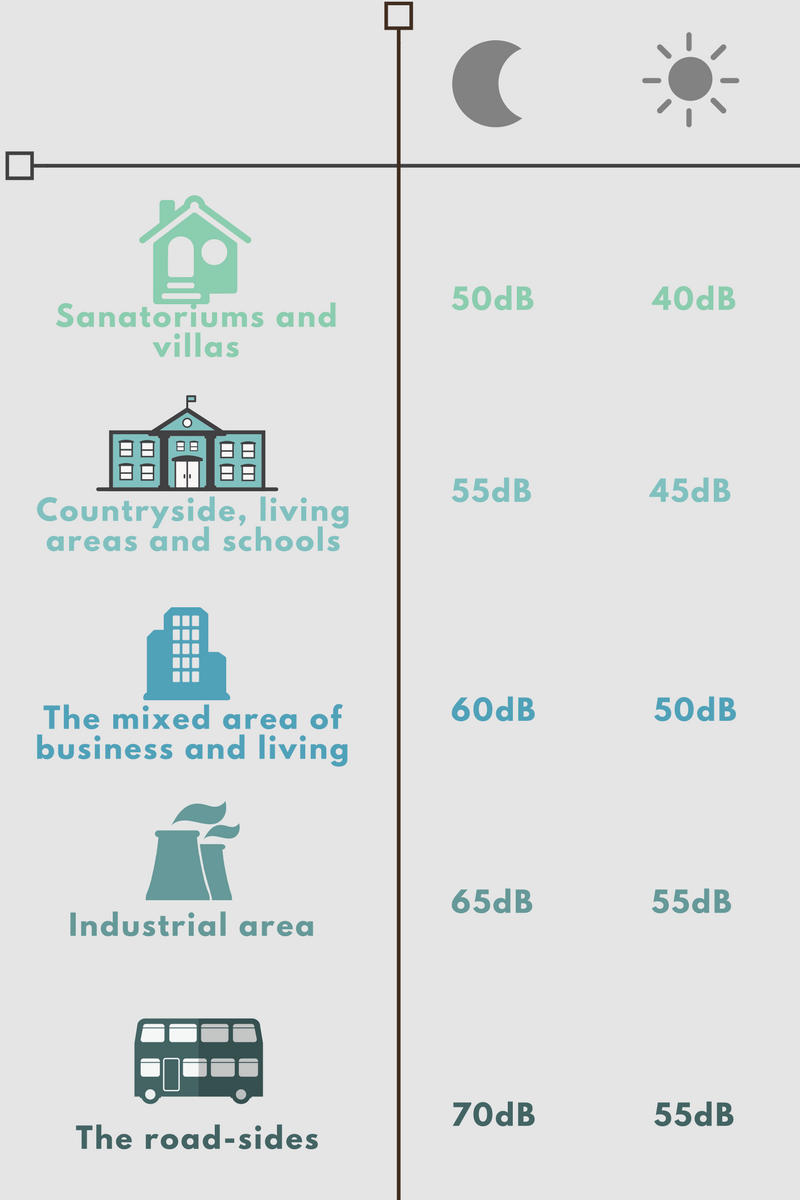 Sanatoriums and
villas
50dB 40dB
Countryside, living
areas and schools
55dB 45dB
The mixed area of
business and living
60dB 50dB
Industrial area
65dB 55dB
The road-sides
70dB 55dB